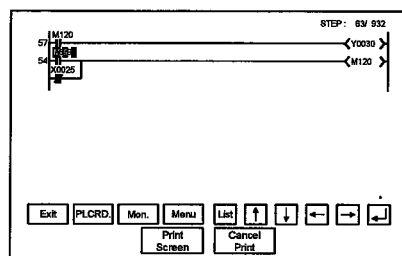 STEP: 63/ 932
M120
57
Y0030
54
M120
X0025
Exit PLCRD. Mon. Menu List ↑ ↓ ← → ↵
Print Screen
Cancel Print